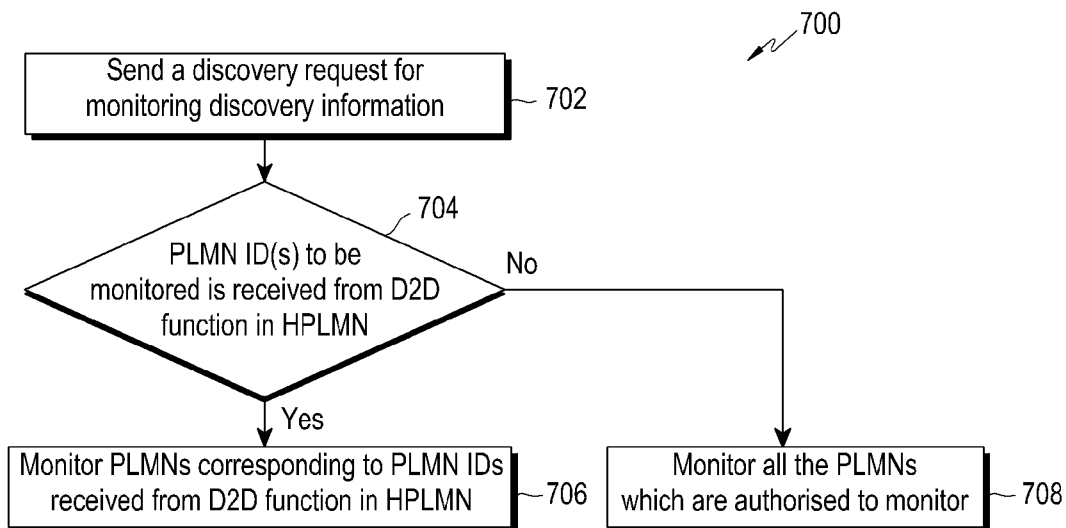 700
Send a discovery request for
monitoring discovery information
702
704
PLMN ID(s) to be
monitored is received from D2D
function in HPLMN
No
Yes
Monitor PLMNs corresponding to PLMN IDs
received from D2D function in HPLMN
706
Monitor all the PLMNs
which are authorised to monitor
708